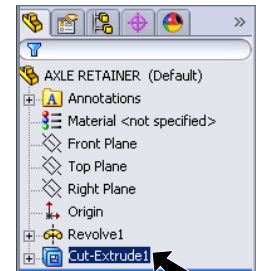 »
AXLE RETAINER (Default)
A Annotations
Material <not specified>
Front Plane
Top Plane
Right Plane
Origin
Revolve1
Cut-Extrude1